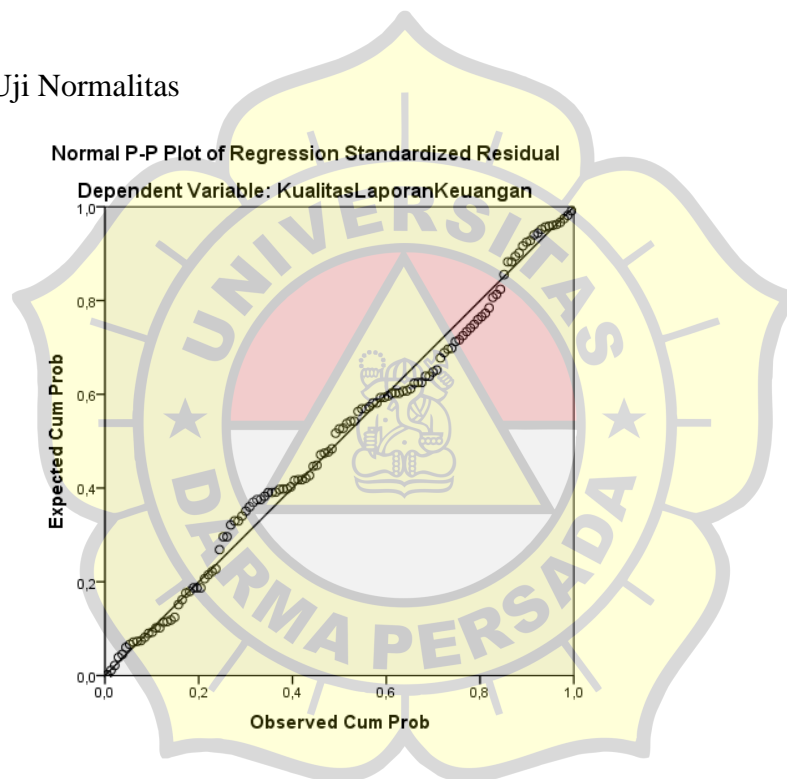 Uji Normalitas
Normal P-P Plot of Regression Standardized Residual
Dependent Variable: KualitasLaporanKeuangan
1,0
0,8
0,6
0,4
0,2
0,0
Expected Cum Prob
0,0 0,2 0,4 0,6 0,8 1,0
Observed Cum Prob
UNIVERSITAS
DARMA PERSADA